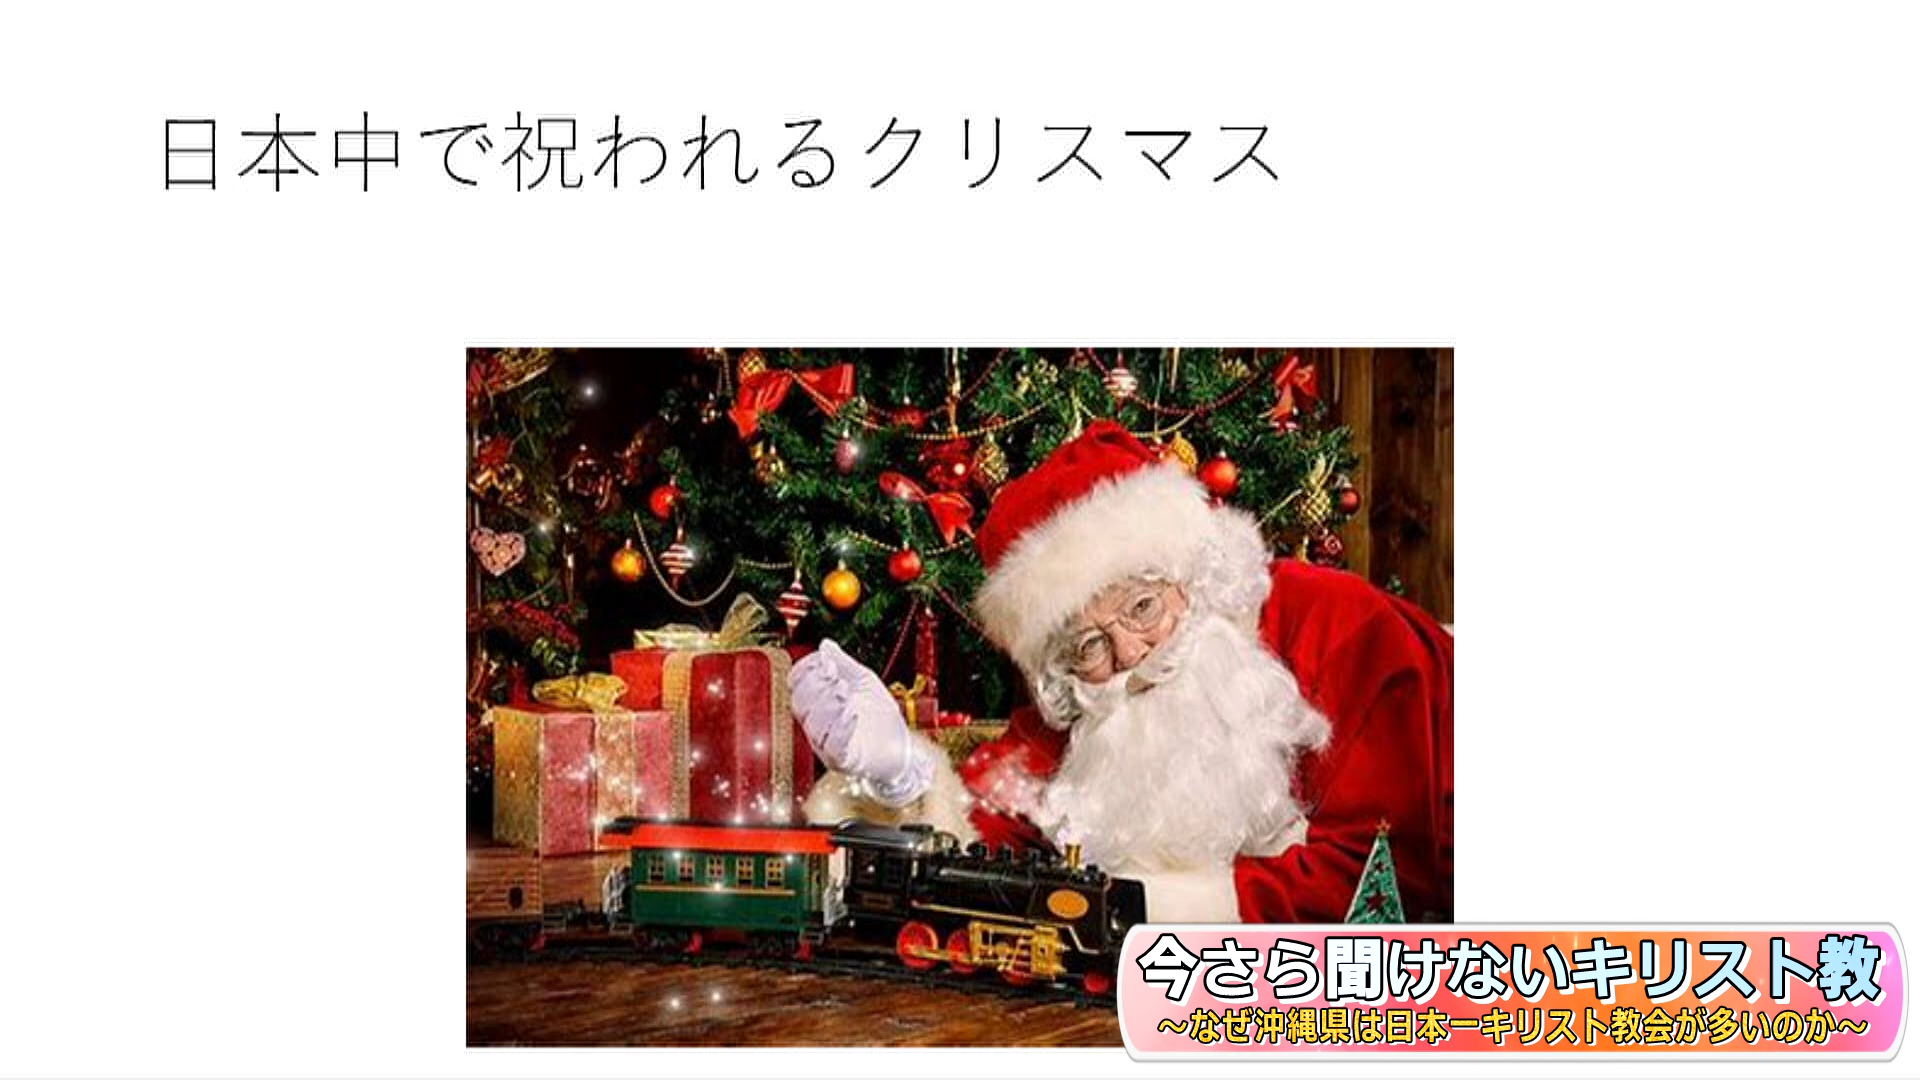 日本中で祝われるクリスマス
今さら聞けないキリスト教
～なぜ沖縄県は日本一キリスト教会が多いのか～